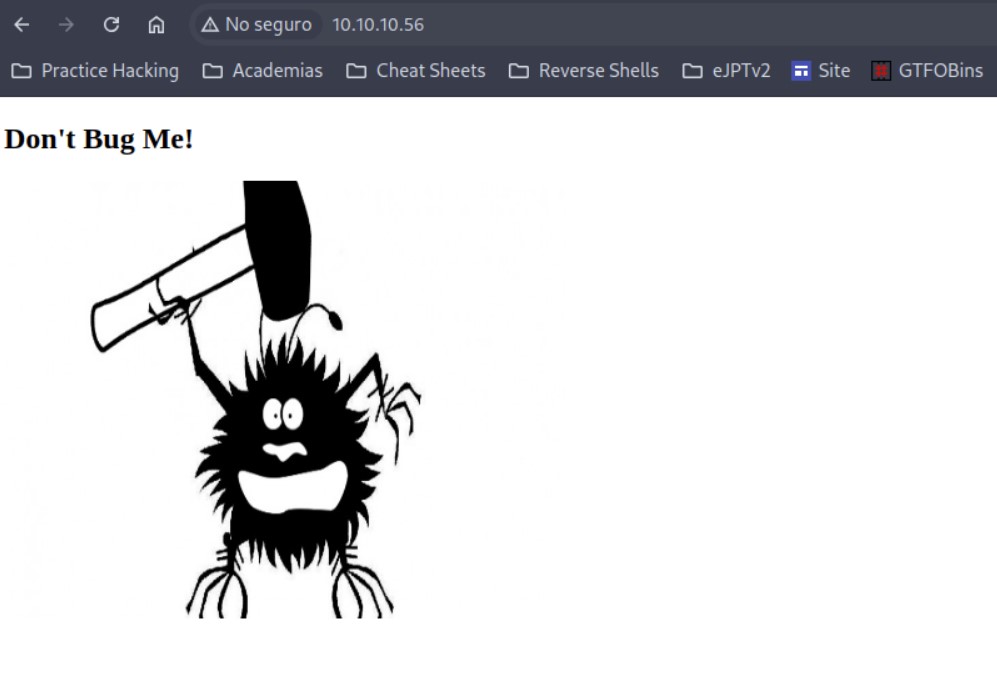 No seguro 10.10.10.56
Practice Hacking Academias Cheat Sheets Reverse Shells eJPTv2 Site GTFOBins
Don't Bug Me!